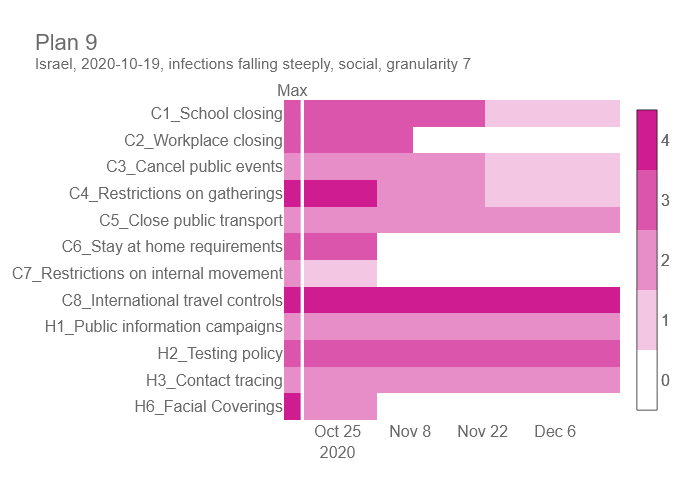 Plan 9
Israel, 2020-10-19, infections falling steeply, social, granularity 7
Max
C1_School closing
C2_Workplace closing
C3_Cancel public events
C4_Restrictions on gatherings
C5_Close public transport
C6_Stay at home requirements
C7_Restrictions on internal movement
C8_International travel controls
H1_Public information campaigns
H2_Testing policy
H3_Contact tracing
H6_Facial Coverings
Oct 25 Nov 8 Nov 22 Dec 6
2020
4
3
2
1
0